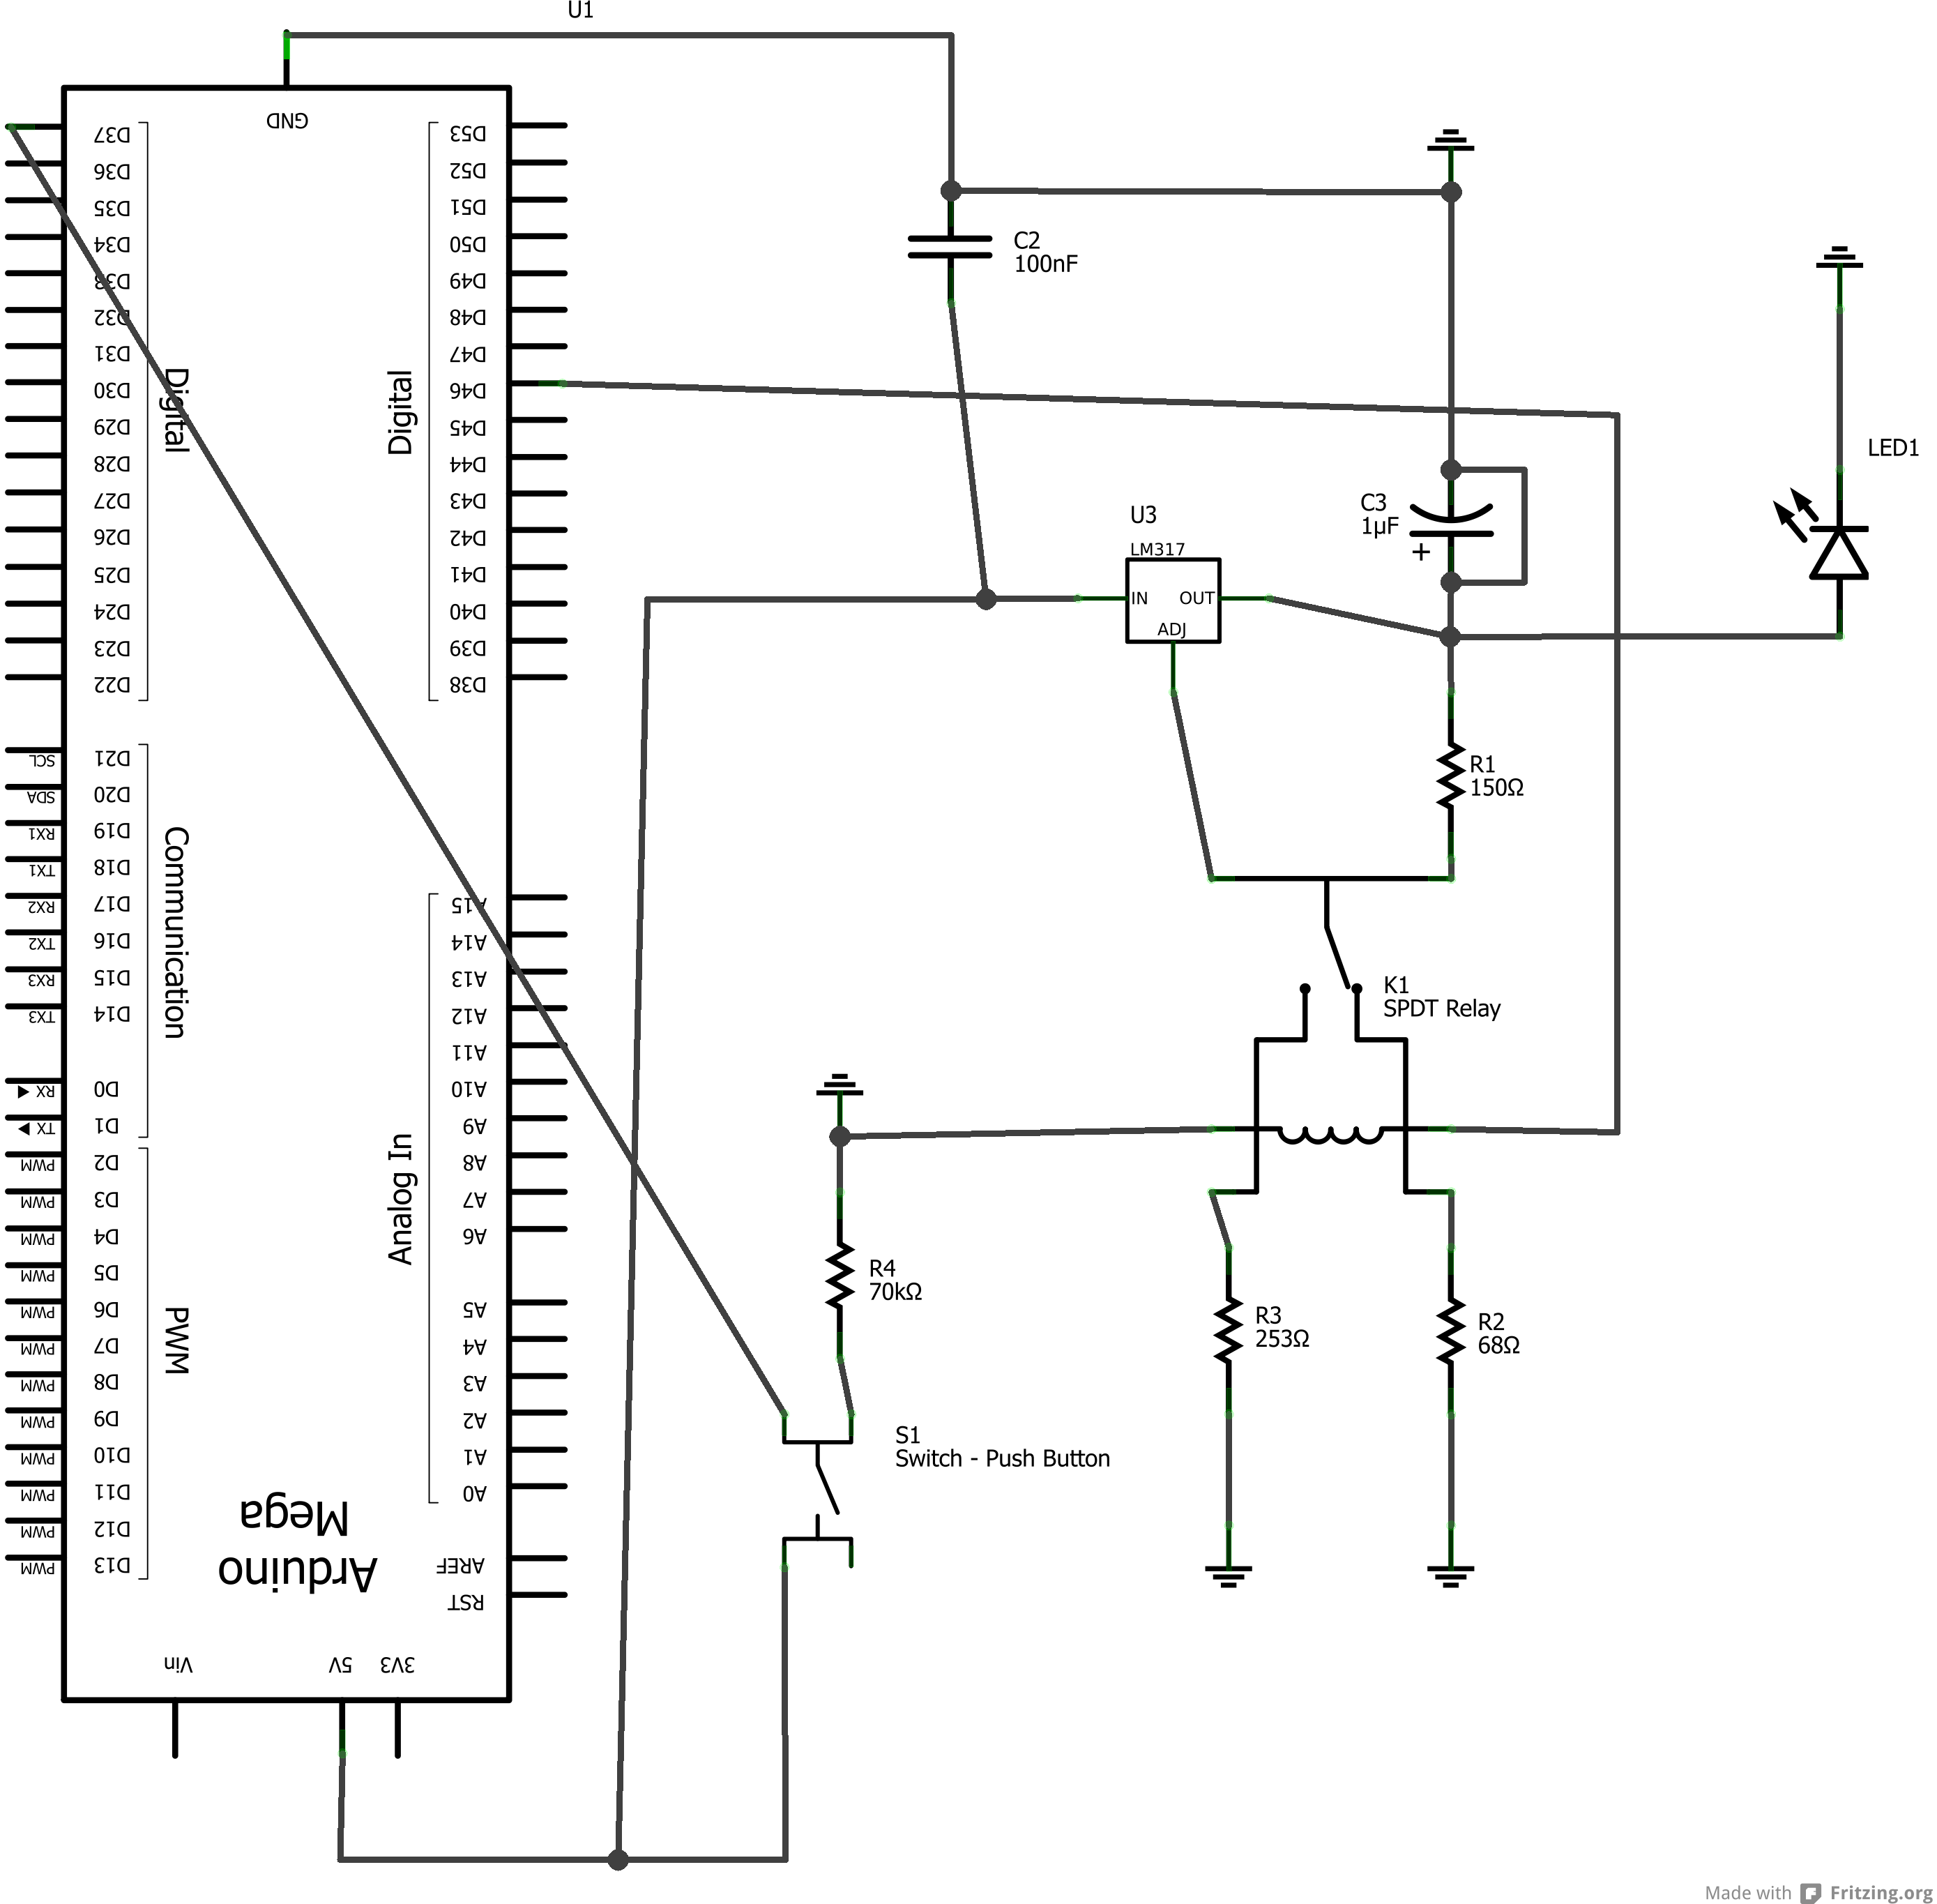 U1
GND
D37
D36
D35
D34
D33
D32
D31
D30
D29
D28
D27
D26
D25
D24
D23
D22
Digital
D53
D52
D51
D50
D49
D48
D47
D46
D45
D44
D43
D42
D41
D40
D39
D38
Digital
SCL D21
SDA D20
RX1 D19
TX1 D18
RX2 D17
TX2 D16
RX3 D15
TX3 D14
RX D0
TX D1
Communication
PWM D2
PWM D3
PWM D4
PWM D5
PWM D6
PWM D7
PWM D8
PWM D9
PWM D10
PWM D11
PWM D12
PWM D13
PWM
A15
A14
A13
A12
A11
A10
A9
A8
A7
A6
A5
A4
A3
A2
A1
A0
Analog In
AREF
RST
Arduino
Mega
Vin
5V
3V3
C2
100nF
C3
1µF
+
LED1
U3
LM317
IN OUT
ADJ
R1
150Ω
K1
SPDT Relay
R4
70kΩ
R3
253Ω
R2
68Ω
S1
Switch - Push Button
Made with Fritzing.org